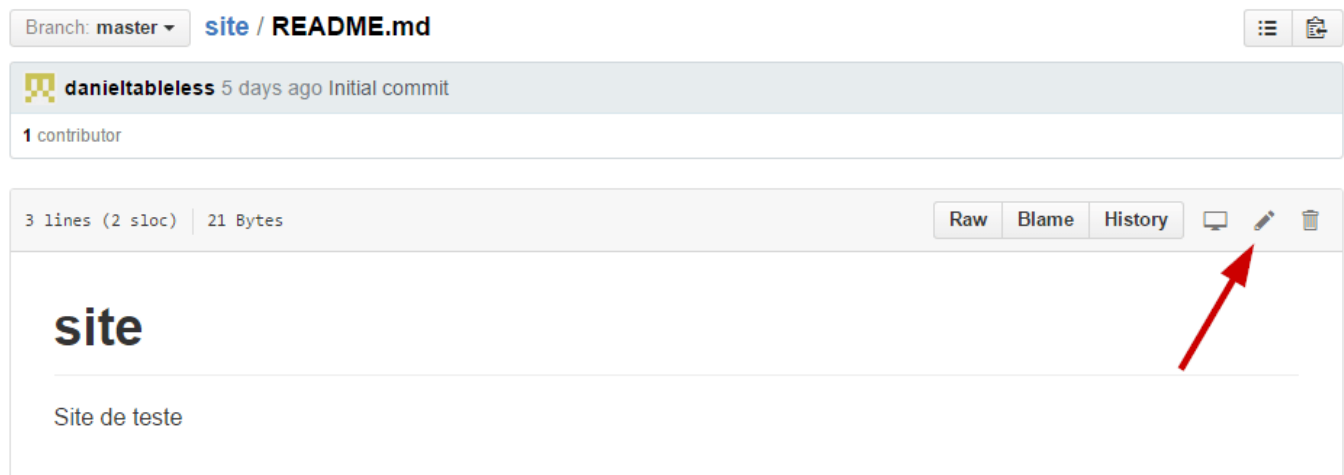 Branch: master site / README.md
danieltableless 5 days ago Initial commit
1 contributor
3 lines (2 sloc) 21 Bytes Raw Blame History
site
Site de teste